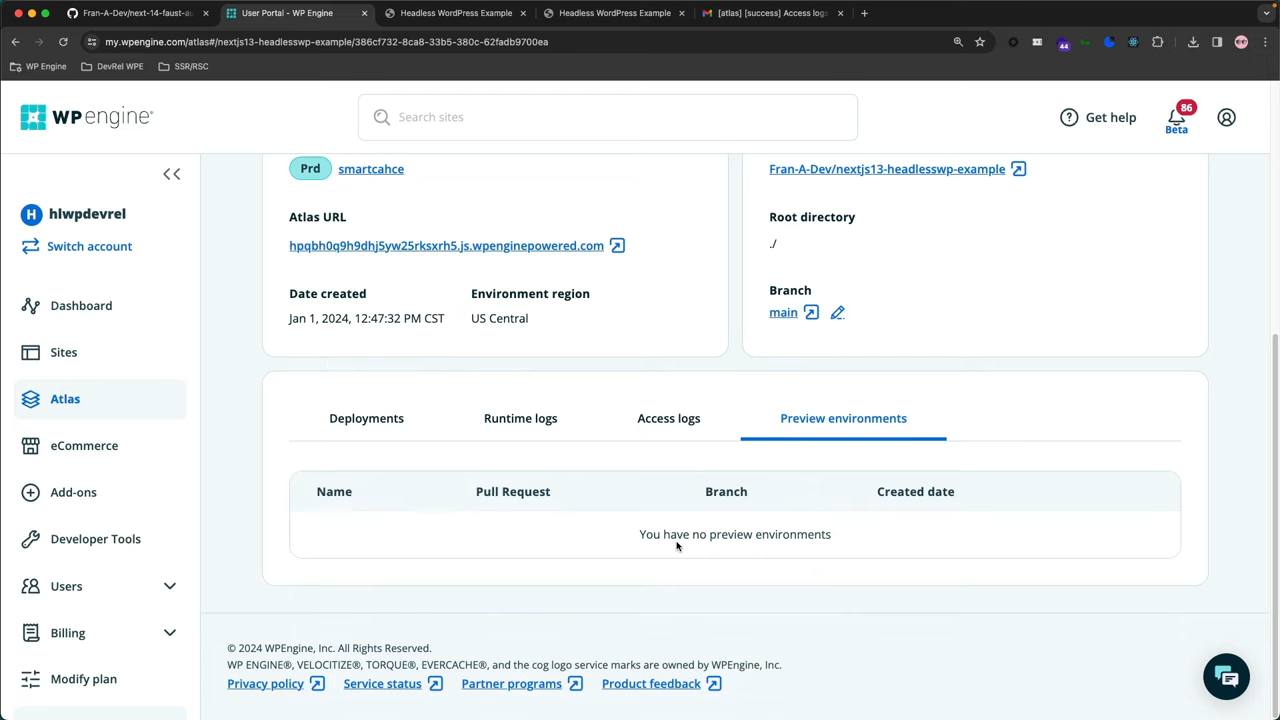 Fran-A-Dev/next-14-faust-au
User Portal - WP Engine
Headless WordPress Example
Headless WordPress Example
[atlas] [success] Access logs
my.wpengine.com/atlas#/nextjs13-headlesswp-example/386cf732-8ca8-33b5-380c-62fadb9700ea
44
WP Engine
DevRel WPE
SSR/RSC
WP engine®
Search sites
Get help
86
Beta
H hlwpdevrel
Switch account
Dashboard
Sites
Atlas
eCommerce
Add-ons
Developer Tools
Users
Billing
Modify plan
Prd smartcahce
Atlas URL
hpqbh0q9h9dhj5yw25rksxrh5.js.wpenginepowered.com
Date created
Jan 1, 2024, 12:47:32 PM CST
Environment region
US Central
Fran-A-Dev/nextjs13-headlesswp-example
Root directory
./
Branch
main
Deployments
Runtime logs
Access logs
Preview environments
Name
Pull Request
Branch
Created date
You have no preview environments
© 2024 WPEngine, Inc. All Rights Reserved.
WP ENGINE®, VELOCITIZE®, TORQUE®, EVERCACHE®, and the cog logo service marks are owned by WPEngine, Inc.
Privacy policy
Service status
Partner programs
Product feedback